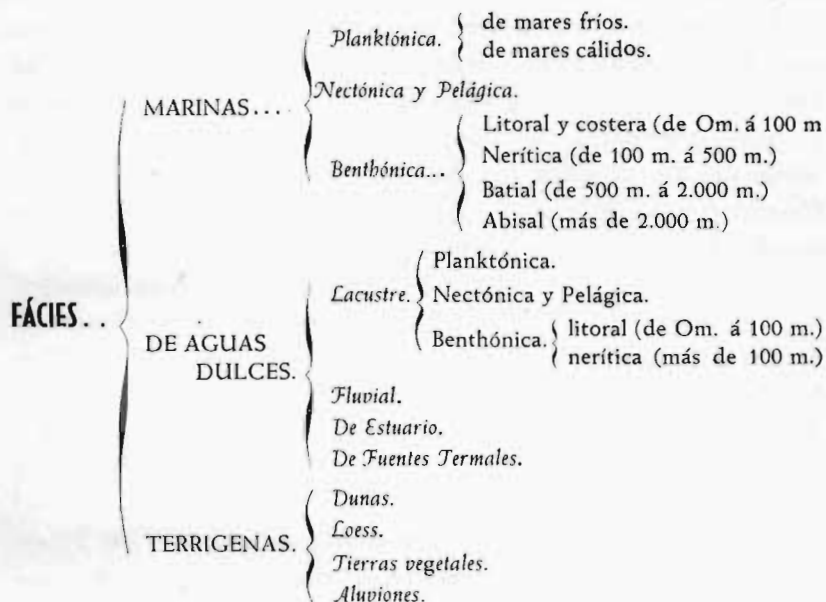 FÁCIES..
MARINAS....
Planktónica.
de mares fríos.
de mares cálidos.
Nectónica y Pelágica.
Benthónica...
Litoral y costera (de Om. á 100 m
Nerítica (de 100 m. á 500 m.)
Batial (de 500 m. á 2.000 m.)
Abisal (más de 2.000 m.)
DE AGUAS
DULCES.
Lacustre.
Planktónica.
Nectónica y Pelágica.
Benthónica.
litoral (de Om. á 100 m.)
nerítica (más de 100 m.)
Fluvial.
De Estuario.
De Fuentes Termales.
TERRIGENAS.
Dunas.
Loess.
Tierras vegetales.
Aluviones.